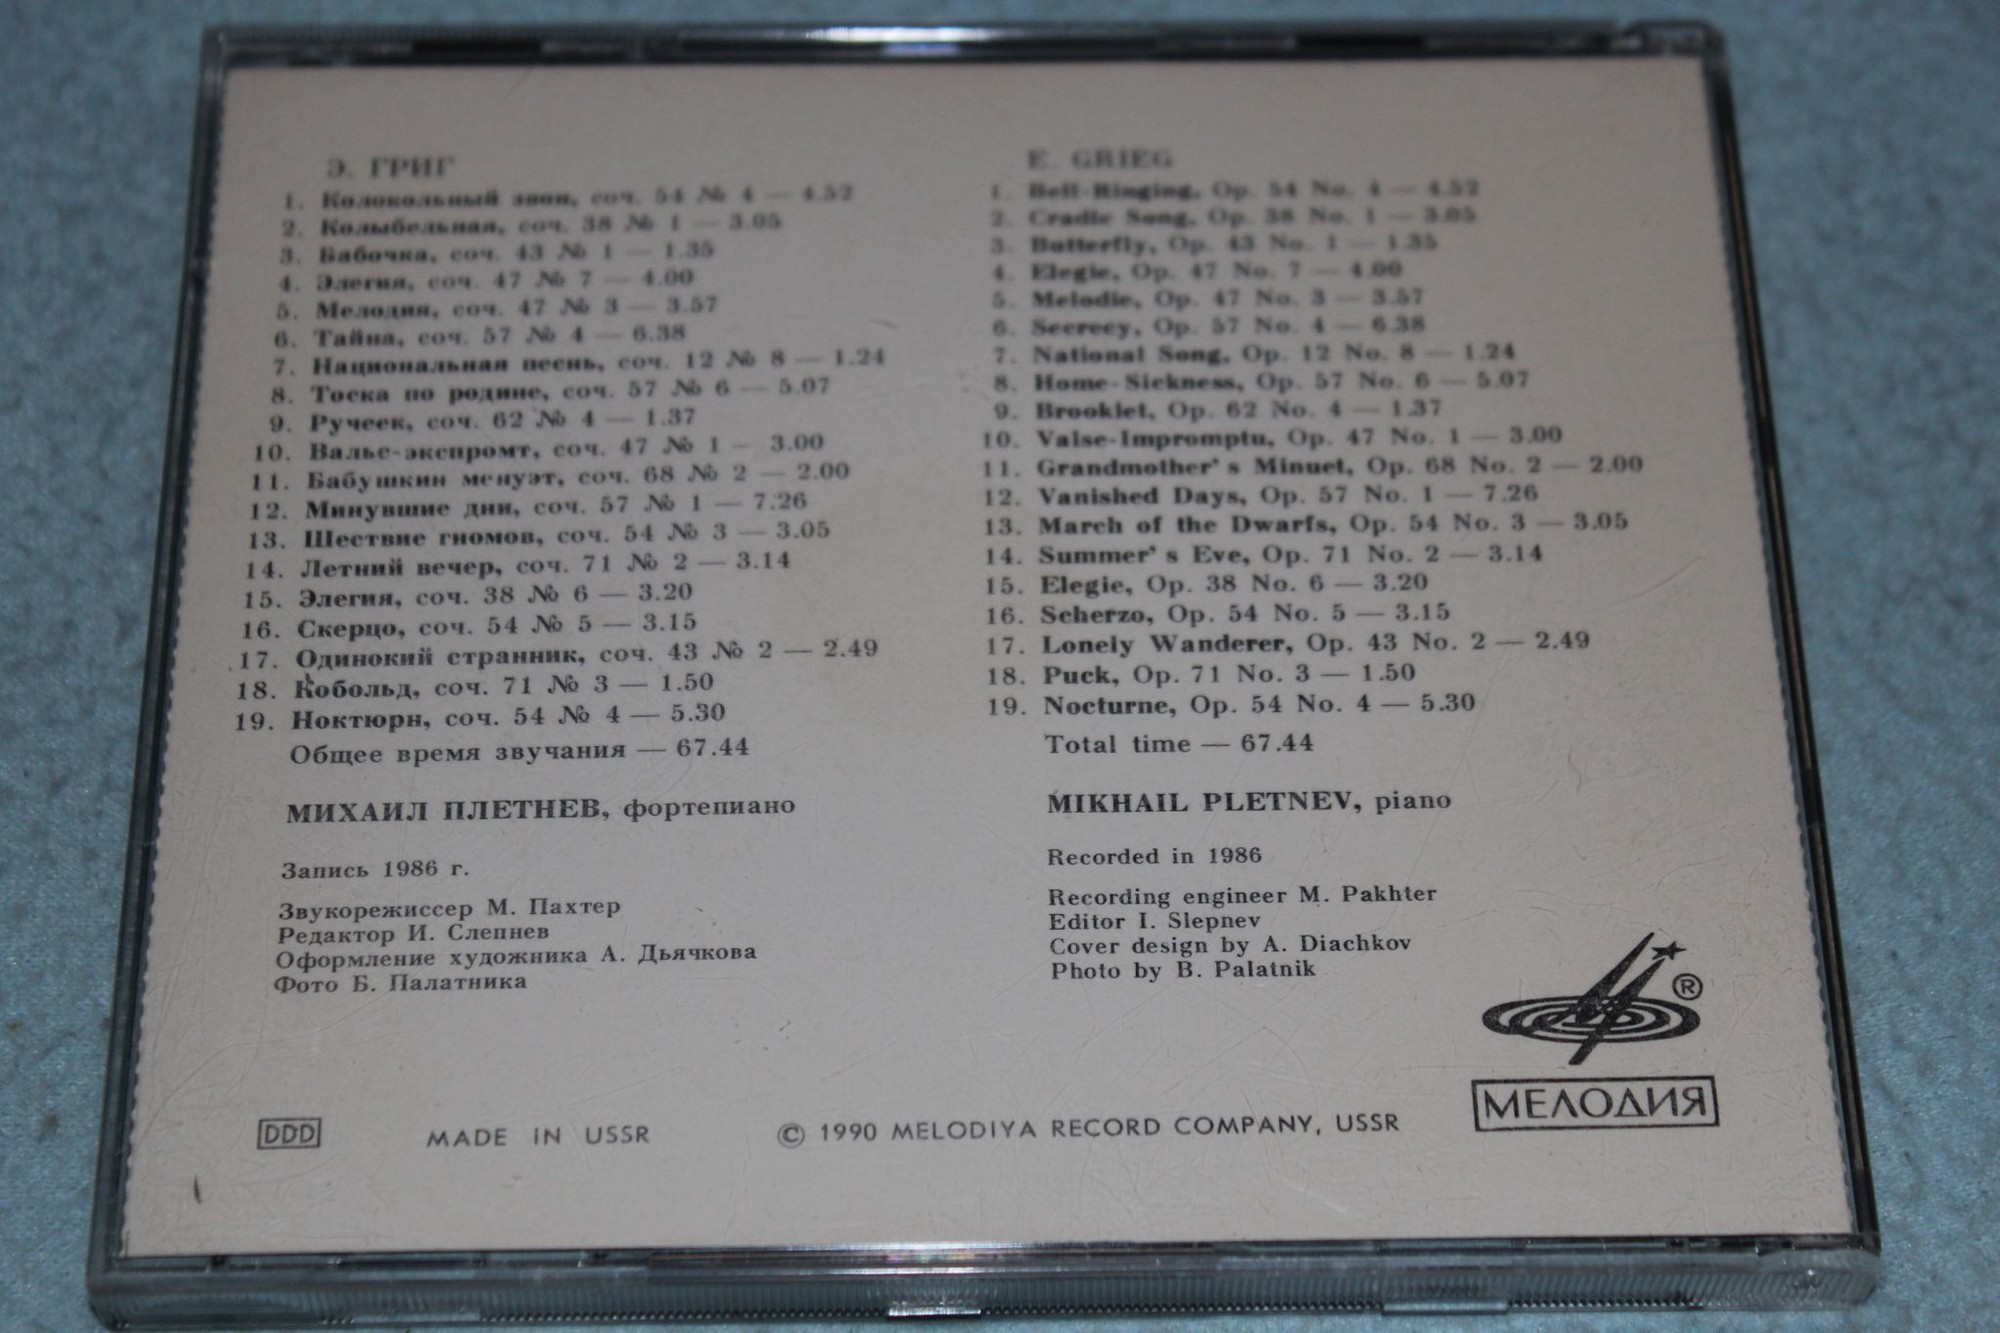 Э. ГРИГ
1. Колокольный звон, соч. 54 № 4 — 4.52
2. Колыбельная, соч. 38 № 1 — 3.05
3. Бабочка, соч. 43 № 1 — 1.35
4. Элегия, соч. 47 № 7 — 4.00
5. Мелодия, соч. 47 № 3 — 3.57
6. Тайна, соч. 57 № 4 — 6.38
7. Национальная песнь, соч. 12 № 8 — 1.24
8. Тоска по родине, соч. 57 № 6 — 5.07
9. Ручеек, соч. 62 № 4 — 1.37
10. Вальс-экспромт, соч. 47 № 1 — 3.00
11. Бабушкин менуэт, соч. 68 № 2 — 2.00
12. Минувшие дни, соч. 57 № 1 — 7.26
13. Шествие гномов, соч. 54 № 3 — 3.05
14. Летний вечер, соч. 71 № 2 — 3.14
15. Элегия, соч. 38 № 6 — 3.20
16. Скерцо, соч. 54 № 5 — 3.15
17. Одинокий странник, соч. 43 № 2 — 2.49
18. Кобольд, соч. 71 № 3 — 1.50
19. Ноктюрн, соч. 54 № 4 — 5.30
Общее время звучания — 67.44
МИХАИЛ ПЛЕТНЕВ, фортепиано
Запись 1986 г.
Звукорежиссер М. Пахтер
Редактор И. Слепнев
Оформление художника А. Дьячкова
Фото Б. Палатника
E. GRIEG
1. Bell-Ringing, Op. 54 No. 4 — 4.52
2. Cradle Song, Op. 38 No. 1 — 3.05
3. Butterfly, Op. 43 No. 1 — 1.35
4. Elegie, Op. 47 No. 7 — 4.00
5. Melodie, Op. 47 No. 3 — 3.57
6. Secrecy, Op. 57 No. 4 — 6.38
7. National Song, Op. 12 No. 8 — 1.24
8. Home-Sickness, Op. 57 No. 6 — 5.07
9. Brooklet, Op. 62 No. 4 — 1.37
10. Valse-Impromptu, Op. 47 No. 1 — 3.00
11. Grandmother's Minuet, Op. 68 No. 2 — 2.00
12. Vanished Days, Op. 57 No. 1 — 7.26
13. March of the Dwarfs, Op. 54 No. 3 — 3.05
14. Summer's Eve, Op. 71 No. 2 — 3.14
15. Elegie, Op. 38 No. 6 — 3.20
16. Scherzo, Op. 54 No. 5 — 3.15
17. Lonely Wanderer, Op. 43 No. 2 — 2.49
18. Puck, Op. 71 No. 3 — 1.50
19. Nocturne, Op. 54 No. 4 — 5.30
Total time — 67.44
MIKHAIL PLETNEV, piano
Recorded in 1986
Recording engineer M. Pakhter
Editor I. Slepnev
Cover design by A. Diachkov
Photo by B. Palatnik
®
МЕЛОДИЯ
DDD
MADE IN USSR
© 1990 MELODIYA RECORD COMPANY, USSR